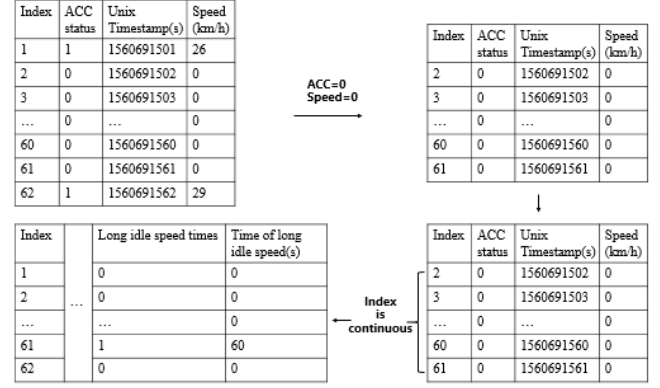 Index ACC status Unix Timestamp(s) Speed (km/h)
1 1 1560691501 26
2 0 1560691502 0
3 0 1560691503 0
... 0 ... 0
60 0 1560691560 0
61 0 1560691561 0
62 1 1560691562 29
ACC=0
Speed=0
Index ACC status Unix Timestamp(s) Speed (km/h)
2 0 1560691502 0
3 0 1560691503 0
... 0 ... 0
60 0 1560691560 0
61 0 1560691561 0
Index ACC status Unix Timestamp(s) Speed (km/h)
2 0 1560691502 0
3 0 1560691503 0
... 0 ... 0
60 0 1560691560 0
61 0 1560691561 0
Index
is
continuous
Index ... Long idle speed times Time of long idle speed(s)
1 0 0
2 0 0
... ... 0
61 1 60
62 0 0